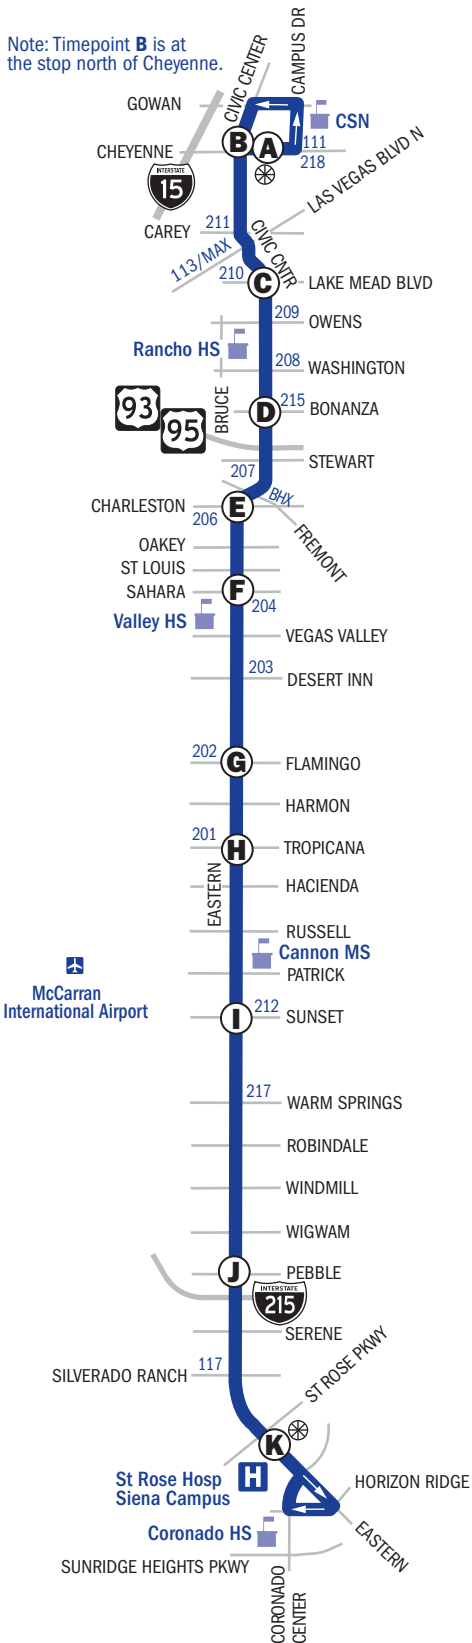 Note: Timepoint B is at
the stop north of Cheyenne.
CIVIC CENTER
CAMPUS DR
GOWAN
CSN
B
A
111
CHEYENNE
218
INTERSTATE
15
LAS VEGAS BLVD N
211
CAREY
CIVIC CNTR
113/MAX
210
C
LAKE MEAD BLVD
209
OWENS
Rancho HS
208
WASHINGTON
93
BRUCE
215
D
BONANZA
95
STEWART
207
BHX
CHARLESTON
E
206
FREMONT
OAKEY
ST LOUIS
SAHARA
F
204
Valley HS
VEGAS VALLEY
203
DESERT INN
202
G
FLAMINGO
HARMON
201
H
TROPICANA
EASTERN
HACIENDA
RUSSELL
Cannon MS
PATRICK
McCarran
International Airport
212
I
SUNSET
217
WARM SPRINGS
ROBINDALE
WINDMILL
WIGWAM
J
PEBBLE
INTERSTATE
215
SERENE
117
SILVERADO RANCH
ST ROSE PKWY
K
St Rose Hosp
Siena Campus
H
HORIZON RIDGE
Coronado HS
EASTERN
SUNRIDGE HEIGHTS PKWY
CORONADO
CENTER